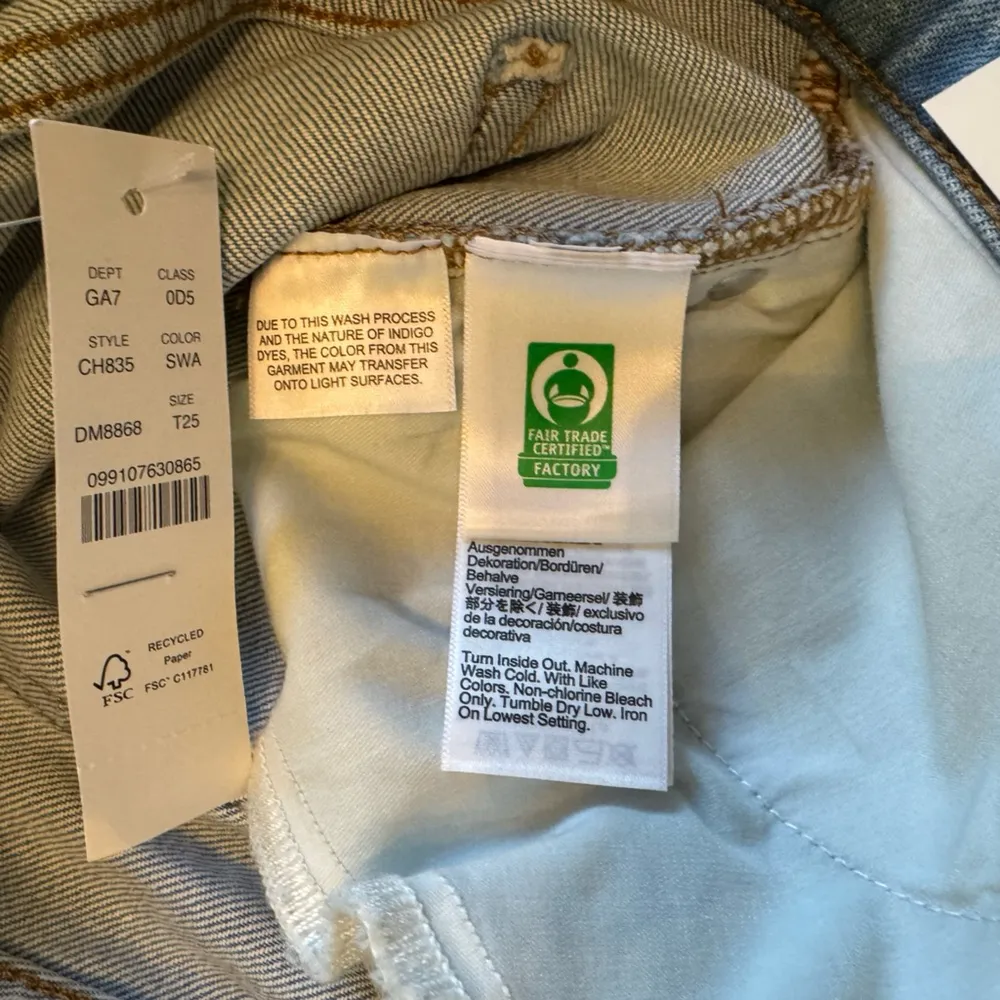 DEPT CLASS
GA7 0D5
STYLE COLOR
CH835 SWA
SIZE
DM8868 T25
099107630865
RECYCLED
Paper
FSC
FSC® C117781
DUE TO THIS WASH PROCESS
AND THE NATURE OF INDIGO
DYES, THE COLOR FROM THIS
GARMENT MAY TRANSFER
ONTO LIGHT SURFACES.
FAIR TRADE
CERTIFIED™
FACTORY
Ausgenommen
Dekoration/Bordüren/
Behalve
Versiering/Garneersel/ 装飾
部分を除く/ 装飾/ exclusivo
de la decoración/costura
decorativa
Turn Inside Out. Machine
Wash Cold. With Like
Colors. Non-chlorine Bleach
Only. Tumble Dry Low. Iron
On Lowest Setting.